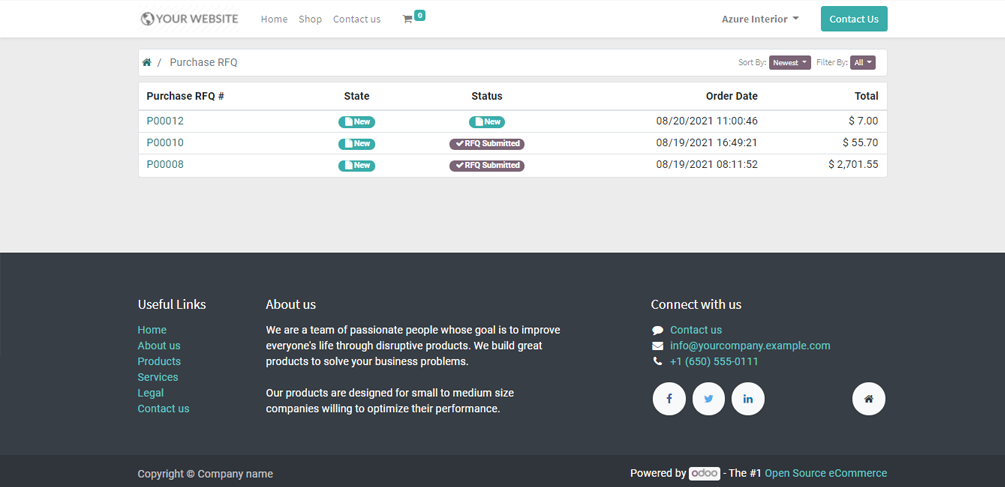 YOUR WEBSITE Home Shop Contact us 0 Azure Interior Contact Us
/ Purchase RFQ Sort By: Newest Filter By: All
Purchase RFQ # State Status Order Date Total
P00012 New New 08/20/2021 11:00:46 $ 7.00
P00010 New RFQ Submitted 08/19/2021 16:49:21 $ 55.70
P00008 New RFQ Submitted 08/19/2021 08:11:52 $ 2,701.55
Useful Links
Home
About us
Products
Services
Legal
Contact us
About us
We are a team of passionate people whose goal is to improve
everyone's life through disruptive products. We build great
products to solve your business problems.
Our products are designed for small to medium size
companies willing to optimize their performance.
Connect with us
Contact us
info@yourcompany.example.com
+1 (650) 555-0111
Copyright © Company name
Powered by odoo - The #1 Open Source eCommerce